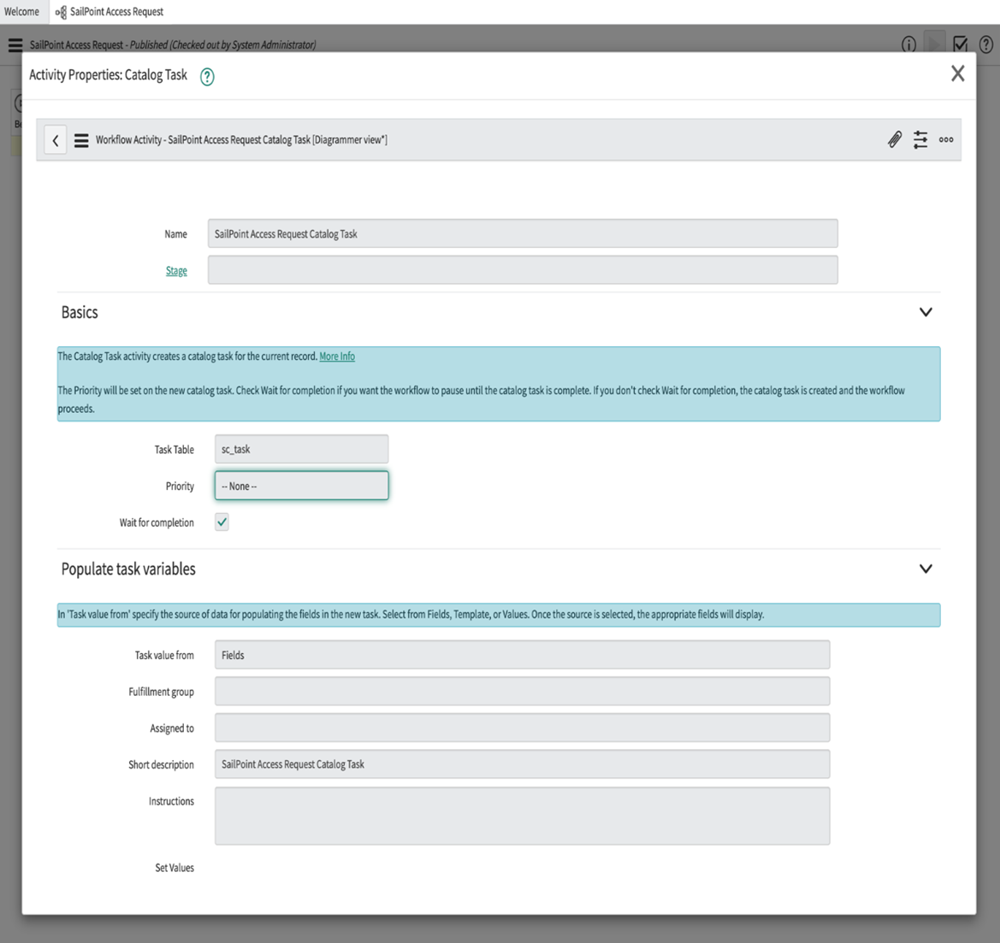 Welcome
SailPoint Access Request
SailPoint Access Request - Published (Checked out by System Administrator)
Activity Properties: Catalog Task
Workflow Activity - SailPoint Access Request Catalog Task [Diagrammer view*]
Name
SailPoint Access Request Catalog Task
Stage
Basics
The Catalog Task activity creates a catalog task for the current record. More Info
The Priority will be set on the new catalog task. Check Wait for completion if you want the workflow to pause until the catalog task is complete. If you don't check Wait for completion, the catalog task is created and the workflow
proceeds.
Task Table
sc_task
Priority
-- None --
Wait for completion
Populate task variables
In 'Task value from' specify the source of data for populating the fields in the new task. Select from Fields, Template, or Values. Once the source is selected, the appropriate fields will display.
Task value from
Fields
Fulfillment group
Assigned to
Short description
SailPoint Access Request Catalog Task
Instructions
Set Values